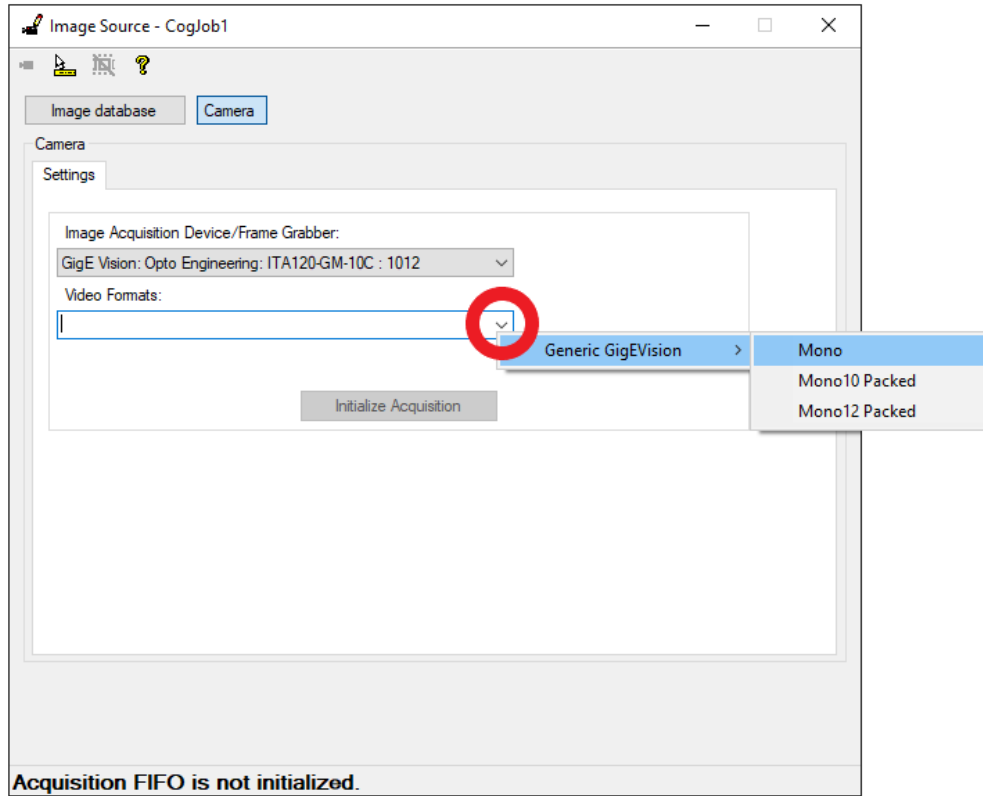 Image Source - CogJob1
Image database
Camera
Camera
Settings
Image Acquisition Device/Frame Grabber:
GigE Vision: Opto Engineering: ITA120-GM-10C : 1012
Video Formats:
Generic GigEVision
Mono
Mono10 Packed
Mono12 Packed
Initialize Acquisition
Acquisition FIFO is not initialized.